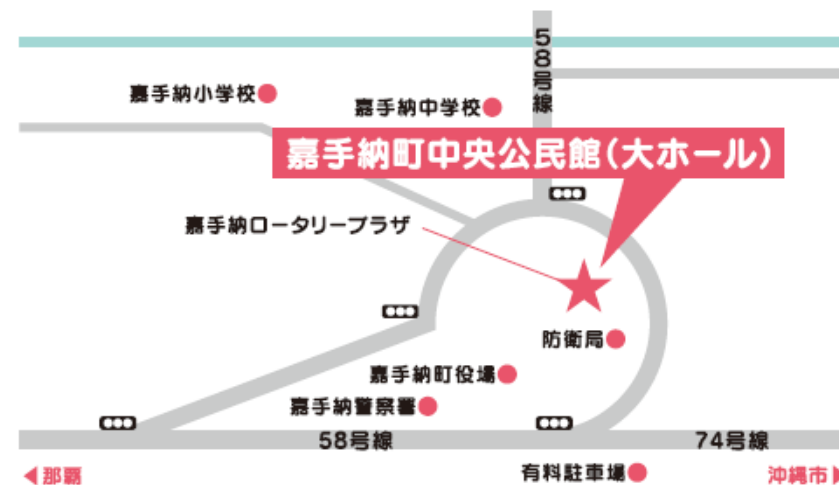 58号線
嘉手納小学校
嘉手納中学校
嘉手納町中央公民館(大ホール)
嘉手納ロータリープラザ
防衛局
嘉手納町役場
嘉手納警察署
58号線
74号線
那覇
有料駐車場
沖縄市